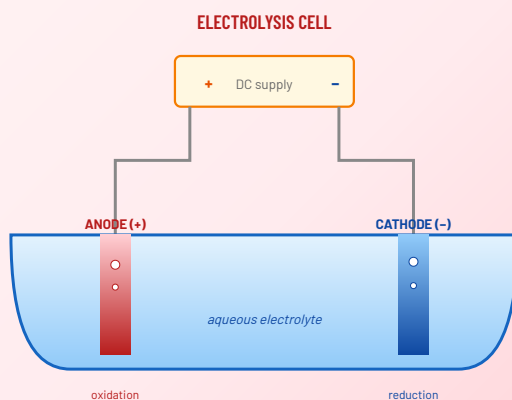 ELECTROLYSIS CELL
+ DC supply −
ANODE (+) CATHODE (−)
aqueous electrolyte
oxidation reduction